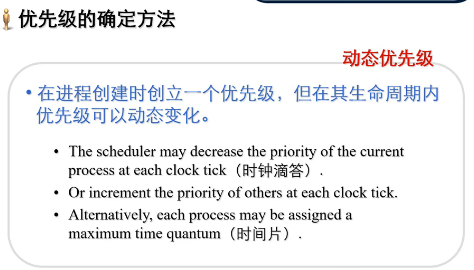 优先级的确定方法
动态优先级
• 在进程创建时创立一个优先级，但在其生命周期内
优先级可以动态变化。
• The scheduler may decrease the priority of the current
process at each clock tick（时钟滴答）.
• Or increment the priority of others at each clock tick.
• Alternatively, each process may be assigned a
maximum time quantum（时间片）.